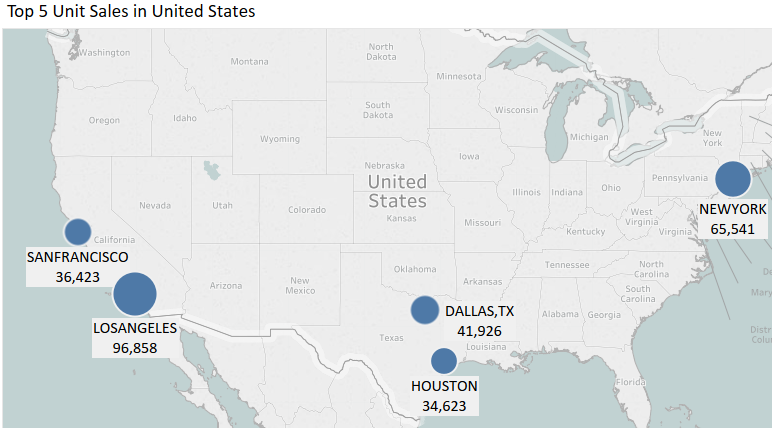 Top 5 Unit Sales in United States
Washington
Montana
North
Dakota
Minnesota
Oregon
Idaho
South
Dakota
Wisconsin
Michigan
New
York
Wyoming
Iowa
Nebraska
Pennsylvania
Nevada
Utah
Colorado
United
States
Kansas
Illinois
Indiana
Ohio
Missouri
West
Virginia
Virginia
Kentucky
NEWYORK
65,541
California
SANFRANCISCO
36,423
Arizona
New
Mexico
Oklahoma
Arkansas
Tennessee
North
Carolina
South
Carolina
Mary
LOSANGELES
96,858
Texas
DALLAS,TX
41,926
Louisiana
Alabama
Georgia
Distr
HOUSTON
34,623
Florida